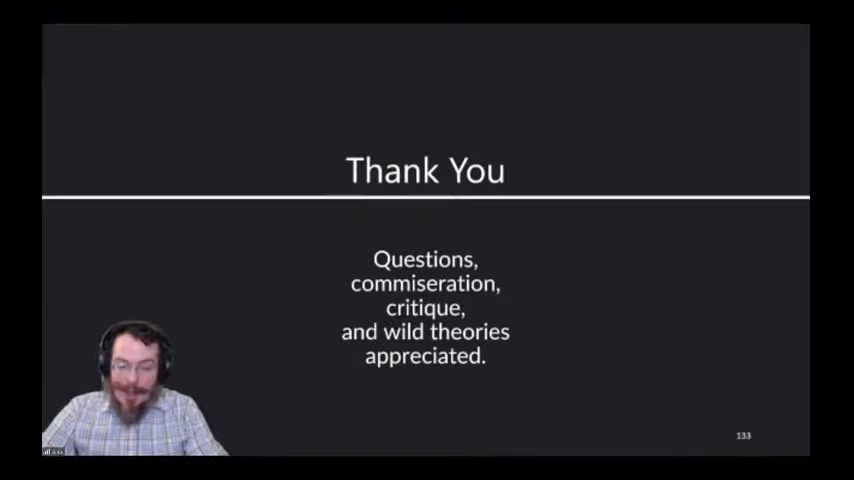 Thank You
Questions,
commiseration,
critique,
and wild theories
appreciated.
133